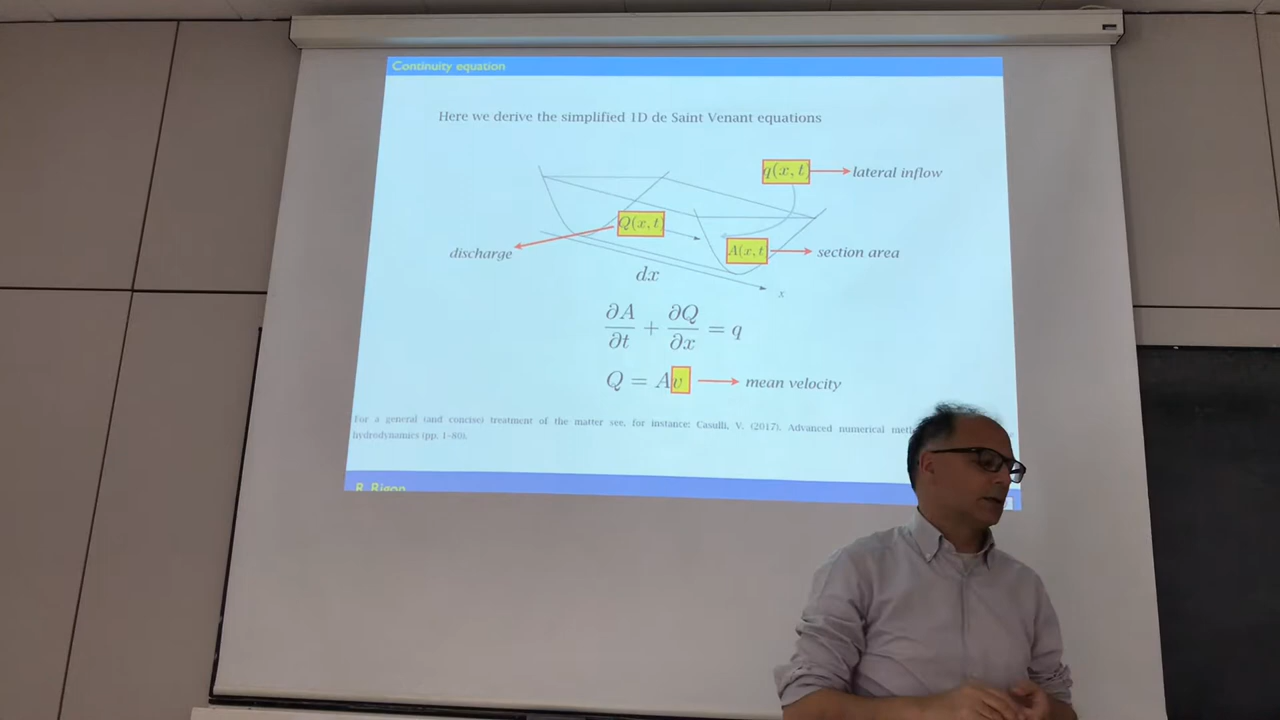 Continuity equation
Here we derive the simplified 1D de Saint Venant equations
q(x, t)
lateral inflow
Q(x, t)
A(x, t
discharge
section area
dx
x
∂A/∂t + ∂Q/∂x = q
Q = Av
mean velocity
For a general (and concise) treatment of the matter see, for instance: Casulli, V. (2017). Advanced numerical
hydrodynamics (pp. 1-80).
R. Rigon